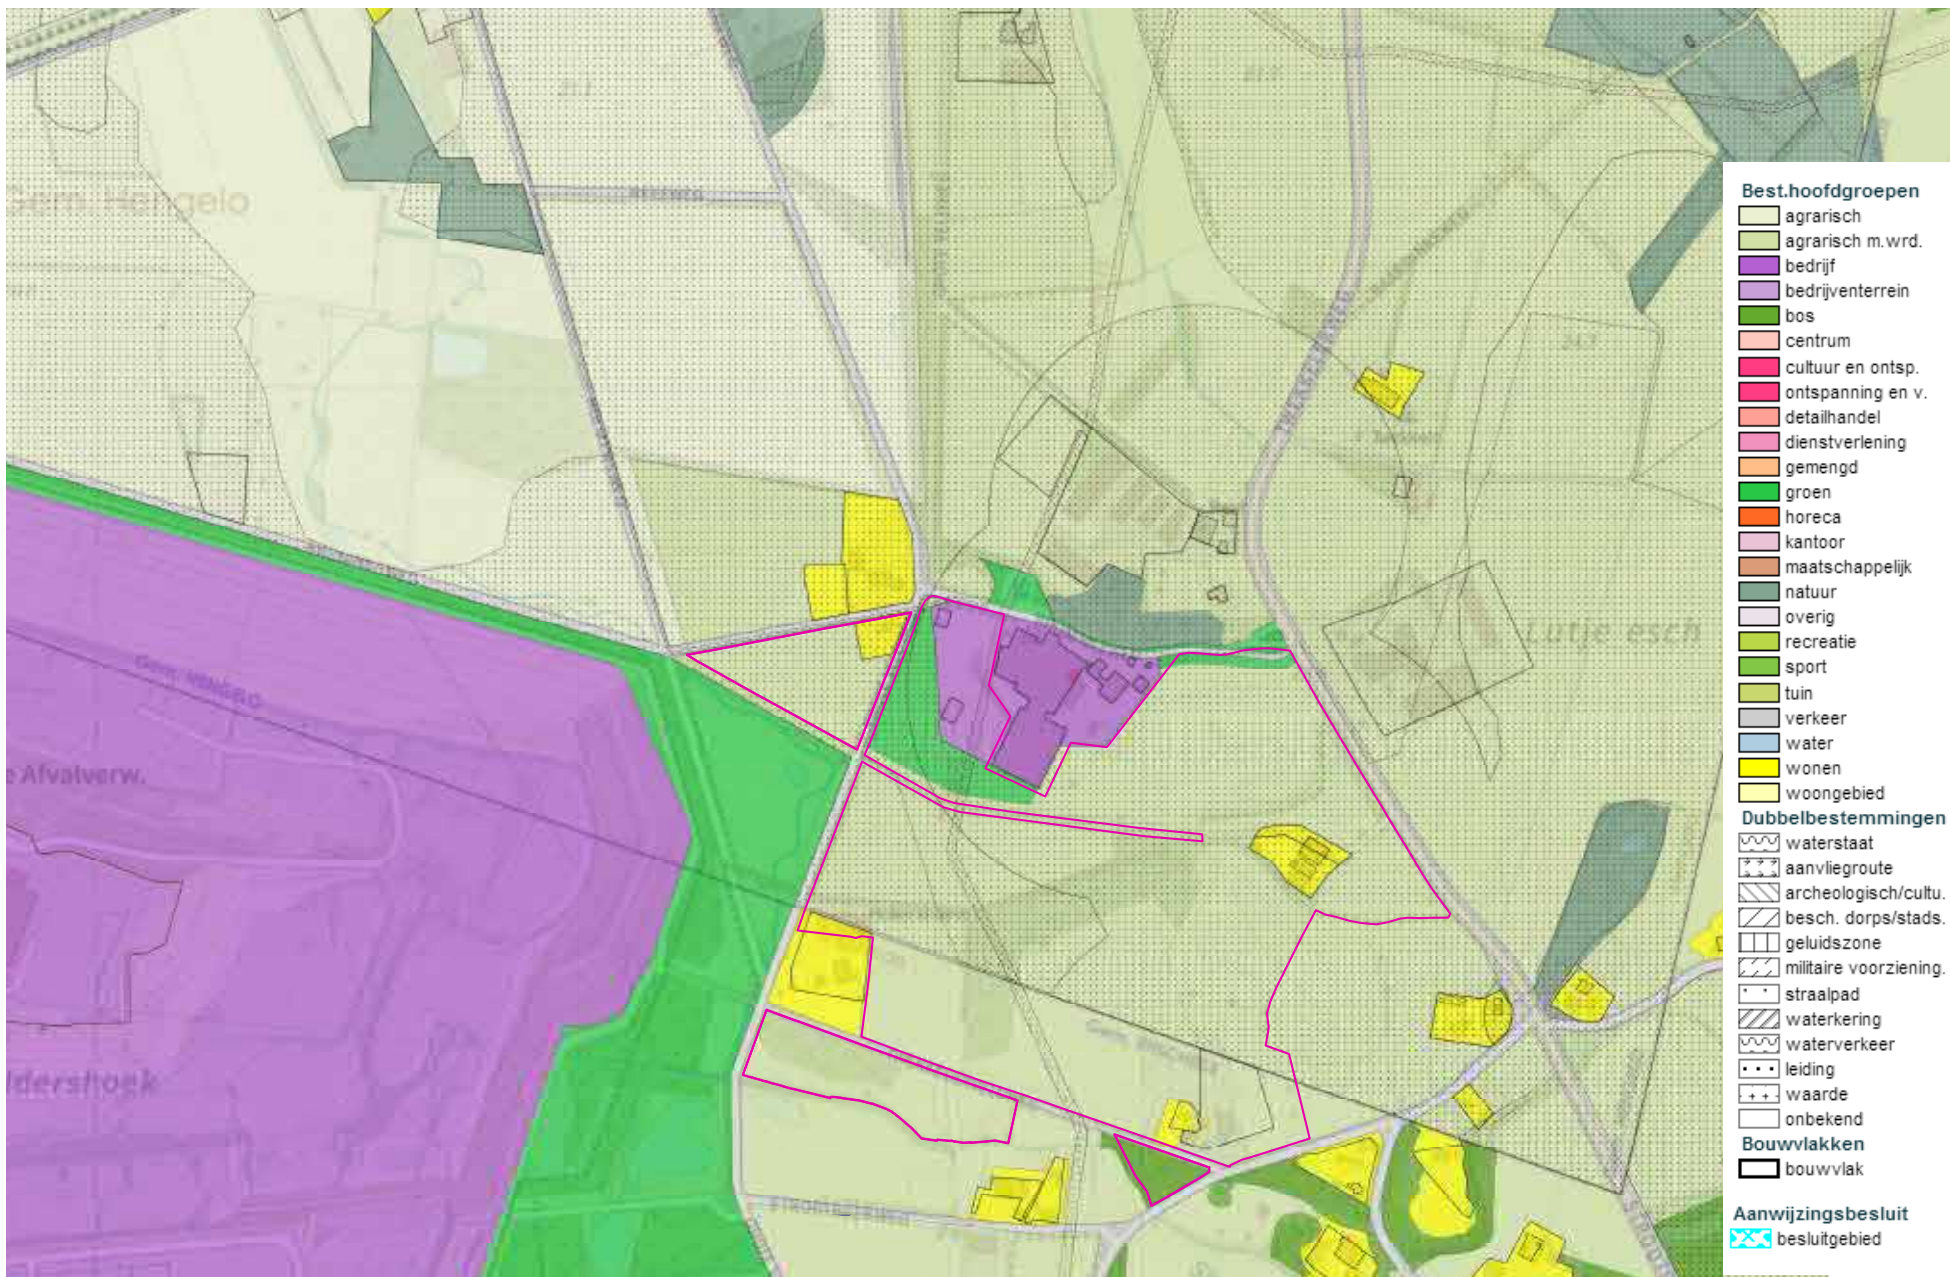 Gem. Hengelo
Gem. HENGELO
e Afvalverw.
ldershoek
Best.hoofdgroepen
agrarisch
agrarisch m.wrd.
bedrijf
bedrijventerrein
bos
centrum
cultuur en ontsp.
ontspanning en v.
detailhandel
dienstverlening
gemengd
groen
horeca
kantoor
maatschappelijk
natuur
overig
recreatie
sport
tuin
verkeer
water
wonen
woongebied
Dubbelbestemmingen
waterstaat
aanvliegroute
archeologisch/cultu.
besch. dorps/stads.
geluidszone
militaire voorziening.
straalpad
waterkering
waterverkeer
leiding
waarde
onbekend
Bouwvlakken
bouwvlak
Aanwijzingsbesluit
besluitgebied